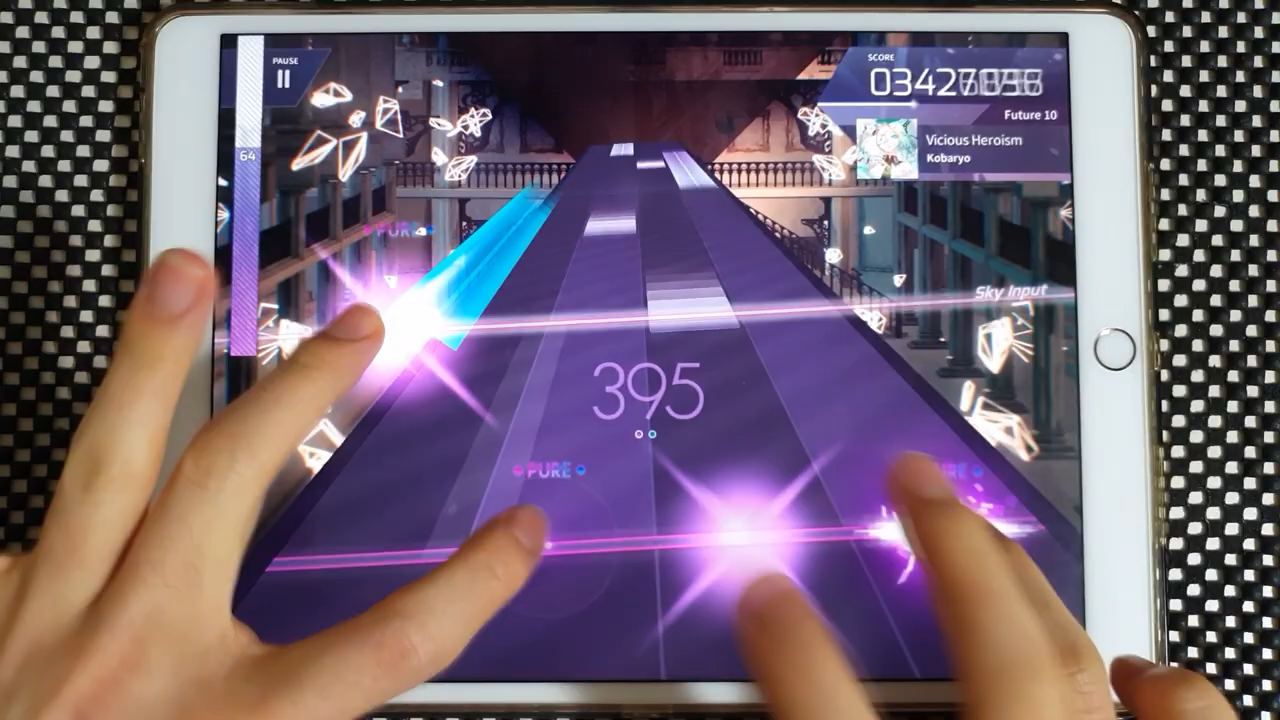 PAUSE
64
SCORE
Future 10
Vicious Heroism
Kobaryo
PURE
Sky Input
395
PURE